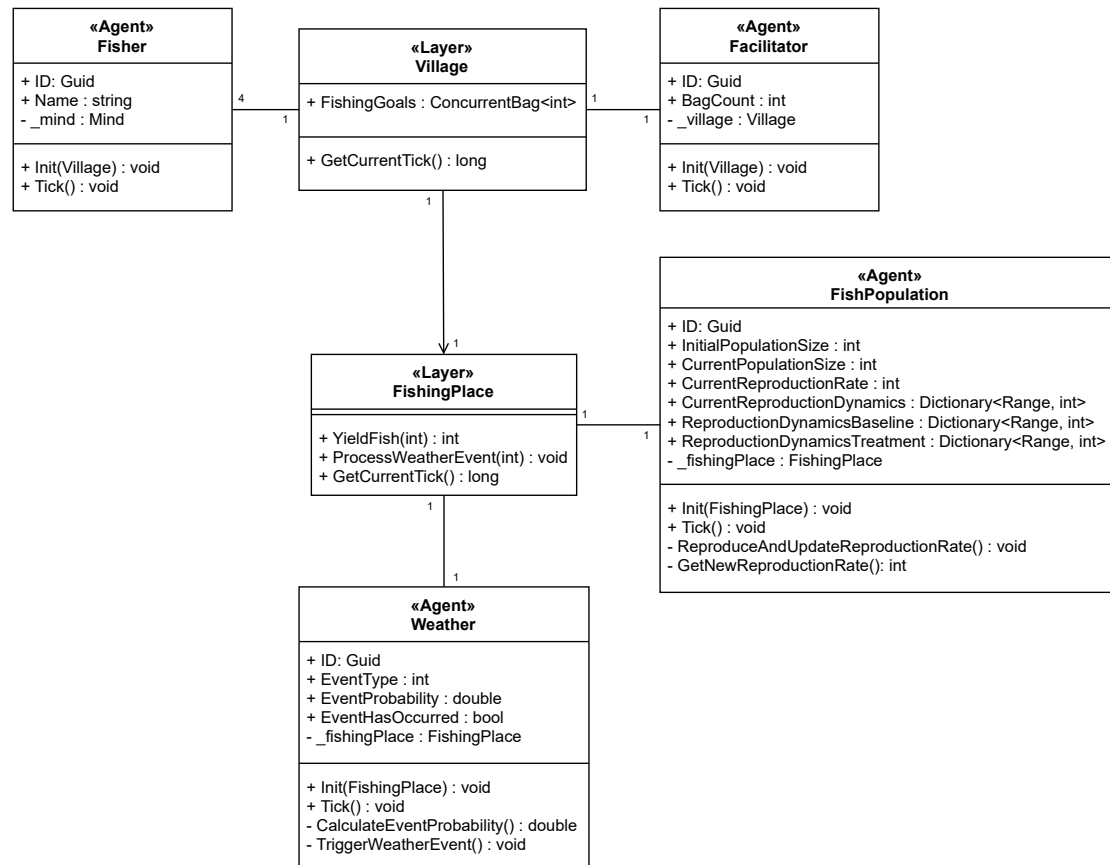 «Agent»
Fisher
+ ID: Guid
+ Name : string
- _mind : Mind
+ Init(Village) : void
+ Tick() : void
4
1
«Layer»
Village
+ FishingGoals : ConcurrentBag<int>
+ GetCurrentTick() : long
1
1
«Agent»
Facilitator
+ ID: Guid
+ BagCount : int
- _village : Village
+ Init(Village) : void
+ Tick() : void
1
1
«Layer»
FishingPlace
+ YieldFish(int) : int
+ ProcessWeatherEvent(int) : void
+ GetCurrentTick() : long
1
1
«Agent»
FishPopulation
+ ID: Guid
+ InitialPopulationSize : int
+ CurrentPopulationSize : int
+ CurrentReproductionRate : int
+ CurrentReproductionDynamics : Dictionary<Range, int>
+ ReproductionDynamicsBaseline : Dictionary<Range, int>
+ ReproductionDynamicsTreatment : Dictionary<Range, int>
- _fishingPlace : FishingPlace
+ Init(FishingPlace) : void
+ Tick() : void
- ReproduceAndUpdateReproductionRate() : void
- GetNewReproductionRate(): int
1
1
«Agent»
Weather
+ ID: Guid
+ EventType : int
+ EventProbability : double
+ EventHasOccurred : bool
- _fishingPlace : FishingPlace
+ Init(FishingPlace) : void
+ Tick() : void
- CalculateEventProbability() : double
- TriggerWeatherEvent() : void